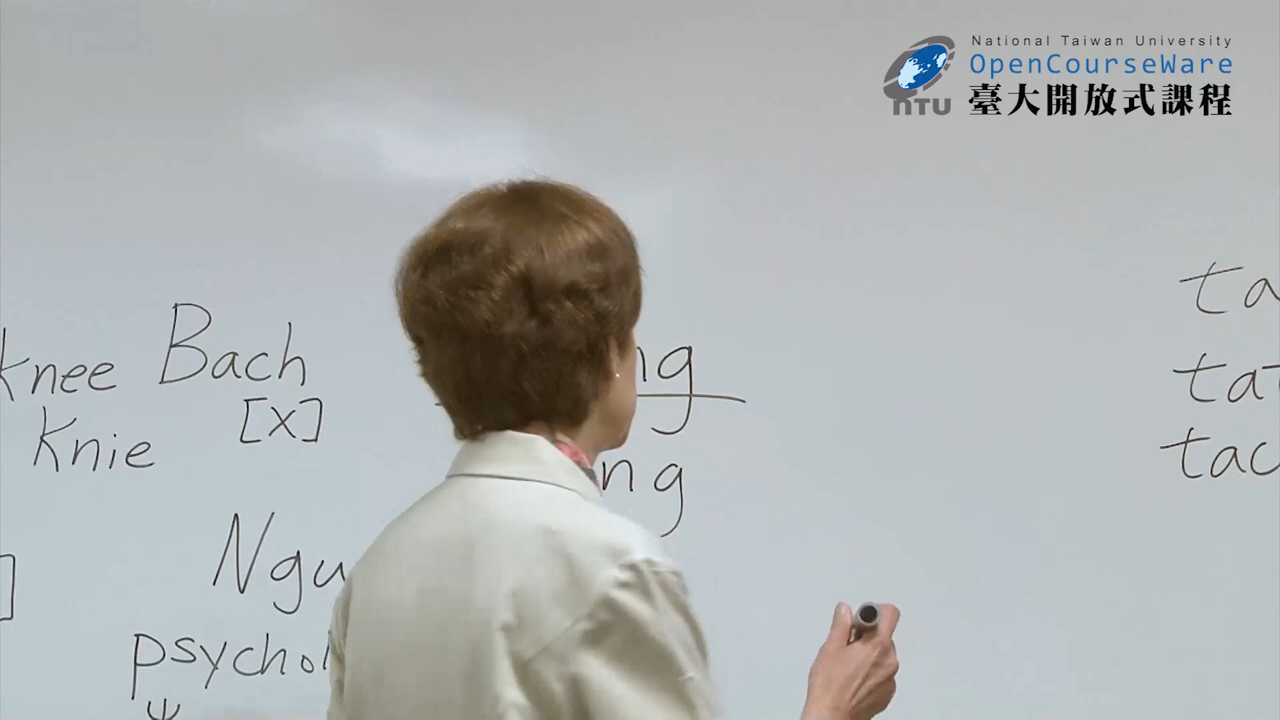 National Taiwan University
OpenCourseWare
NTU 臺大開放式課程
knee Bach
[x]
Knie
ng
ng
Ngu
psychol
ψ
ta
tat
tac